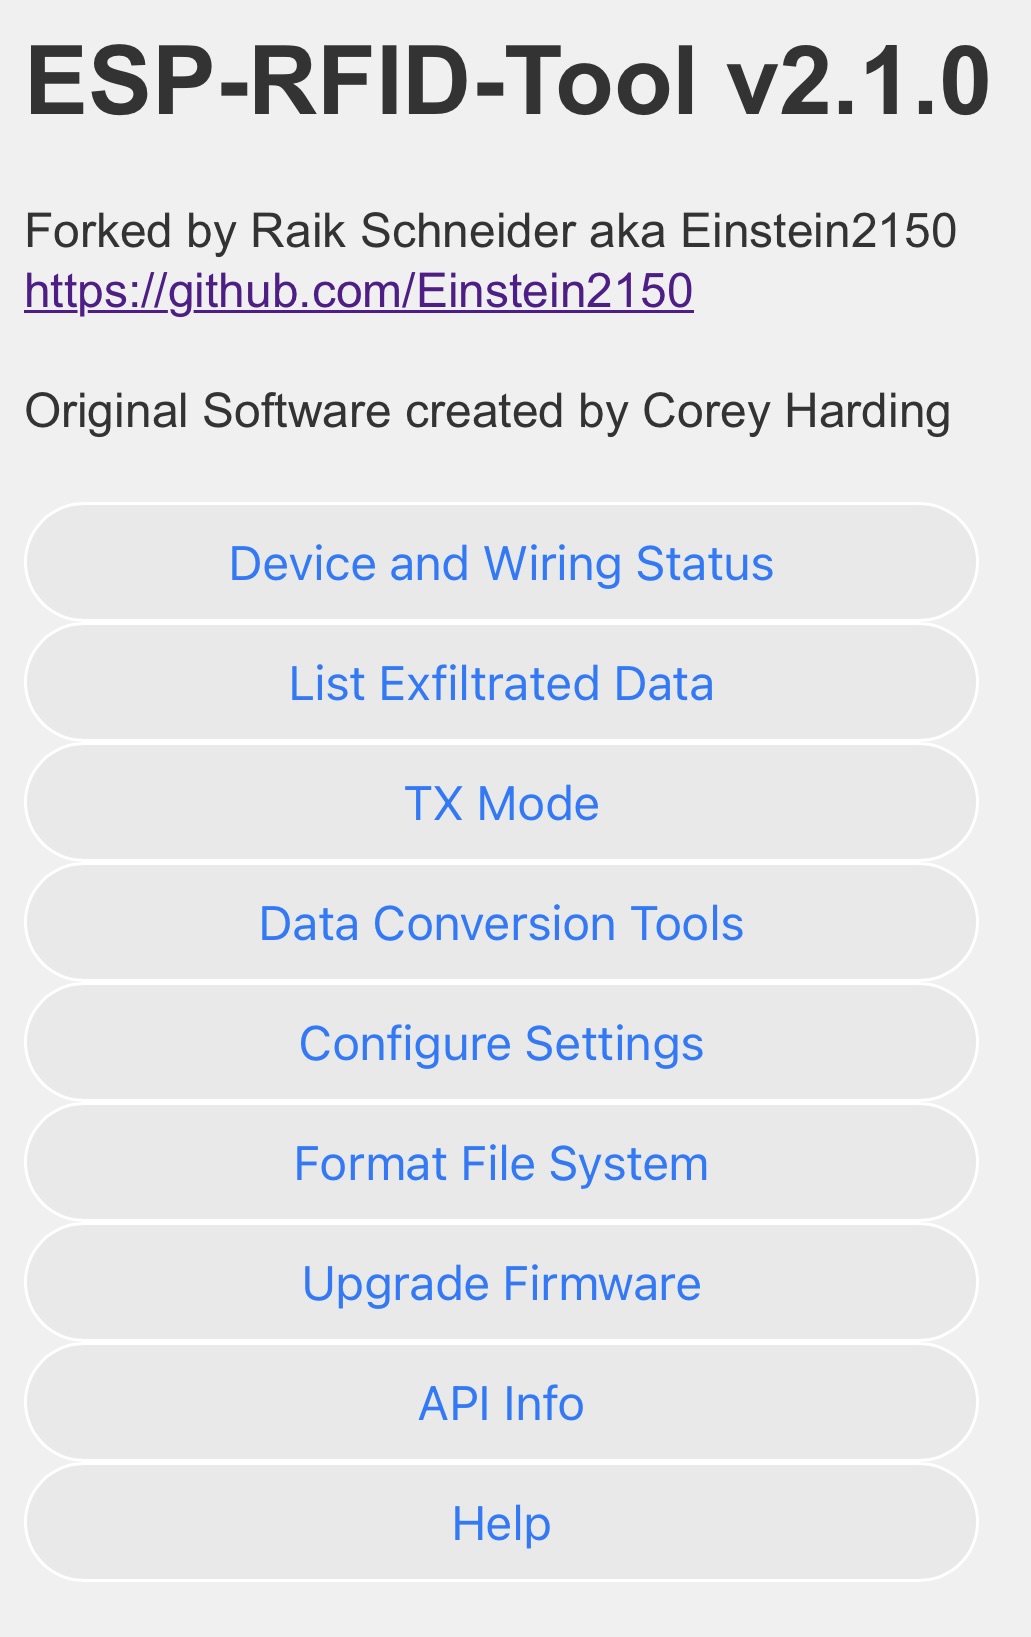 ESP-RFID-Tool v2.1.0
Forked by Raik Schneider aka Einstein2150
https://github.com/Einstein2150
Original Software created by Corey Harding
Device and Wiring Status
List Exfiltrated Data
TX Mode
Data Conversion Tools
Configure Settings
Format File System
Upgrade Firmware
API Info
Help